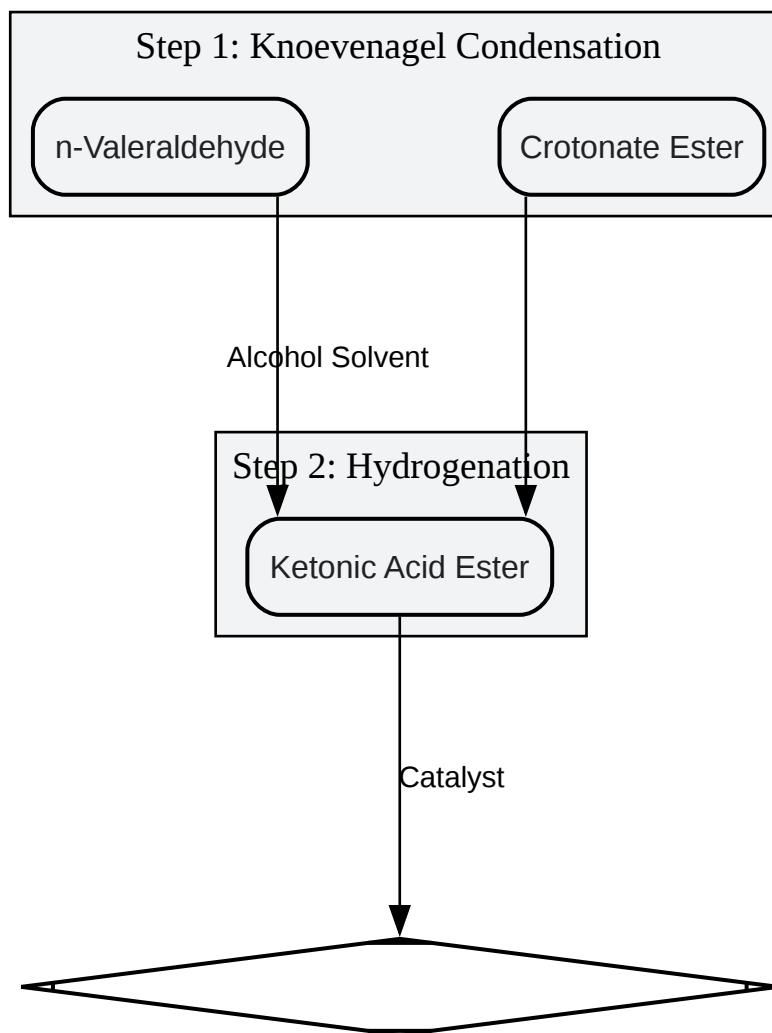 Step 1: Knoevenagel Condensation
n-Valeraldehyde
Crotonate Ester
Alcohol Solvent
Step 2: Hydrogenation
Ketonic Acid Ester
Catalyst